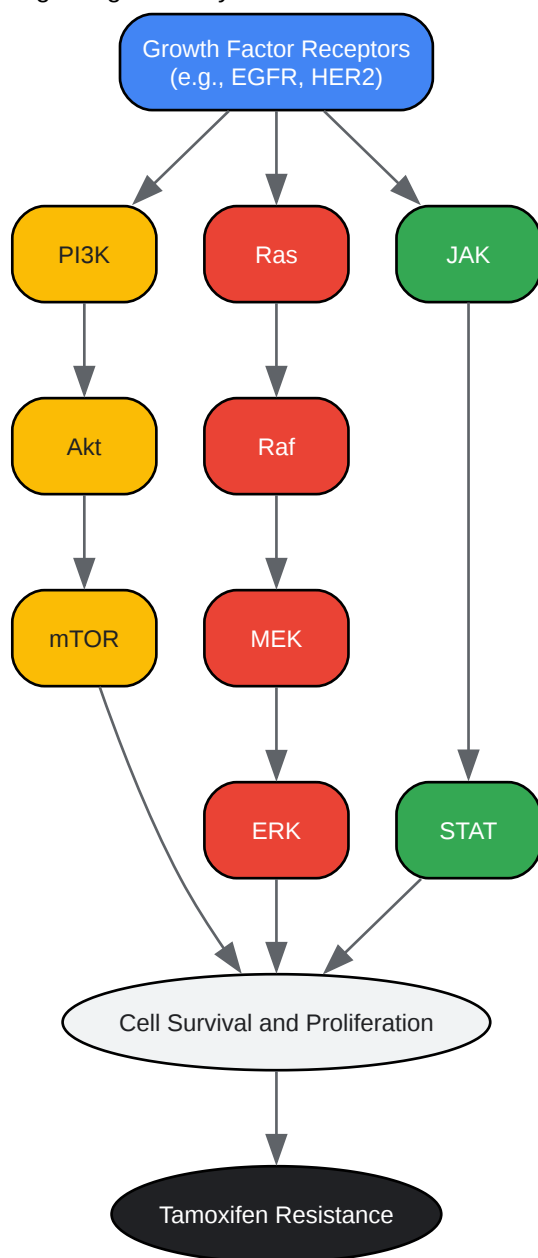 Growth Factor Receptors
(e.g., EGFR, HER2)
PI3K
Ras
JAK
Akt
Raf
mTOR
MEK
ERK
STAT
Cell Survival and Proliferation
Tamoxifen Resistance